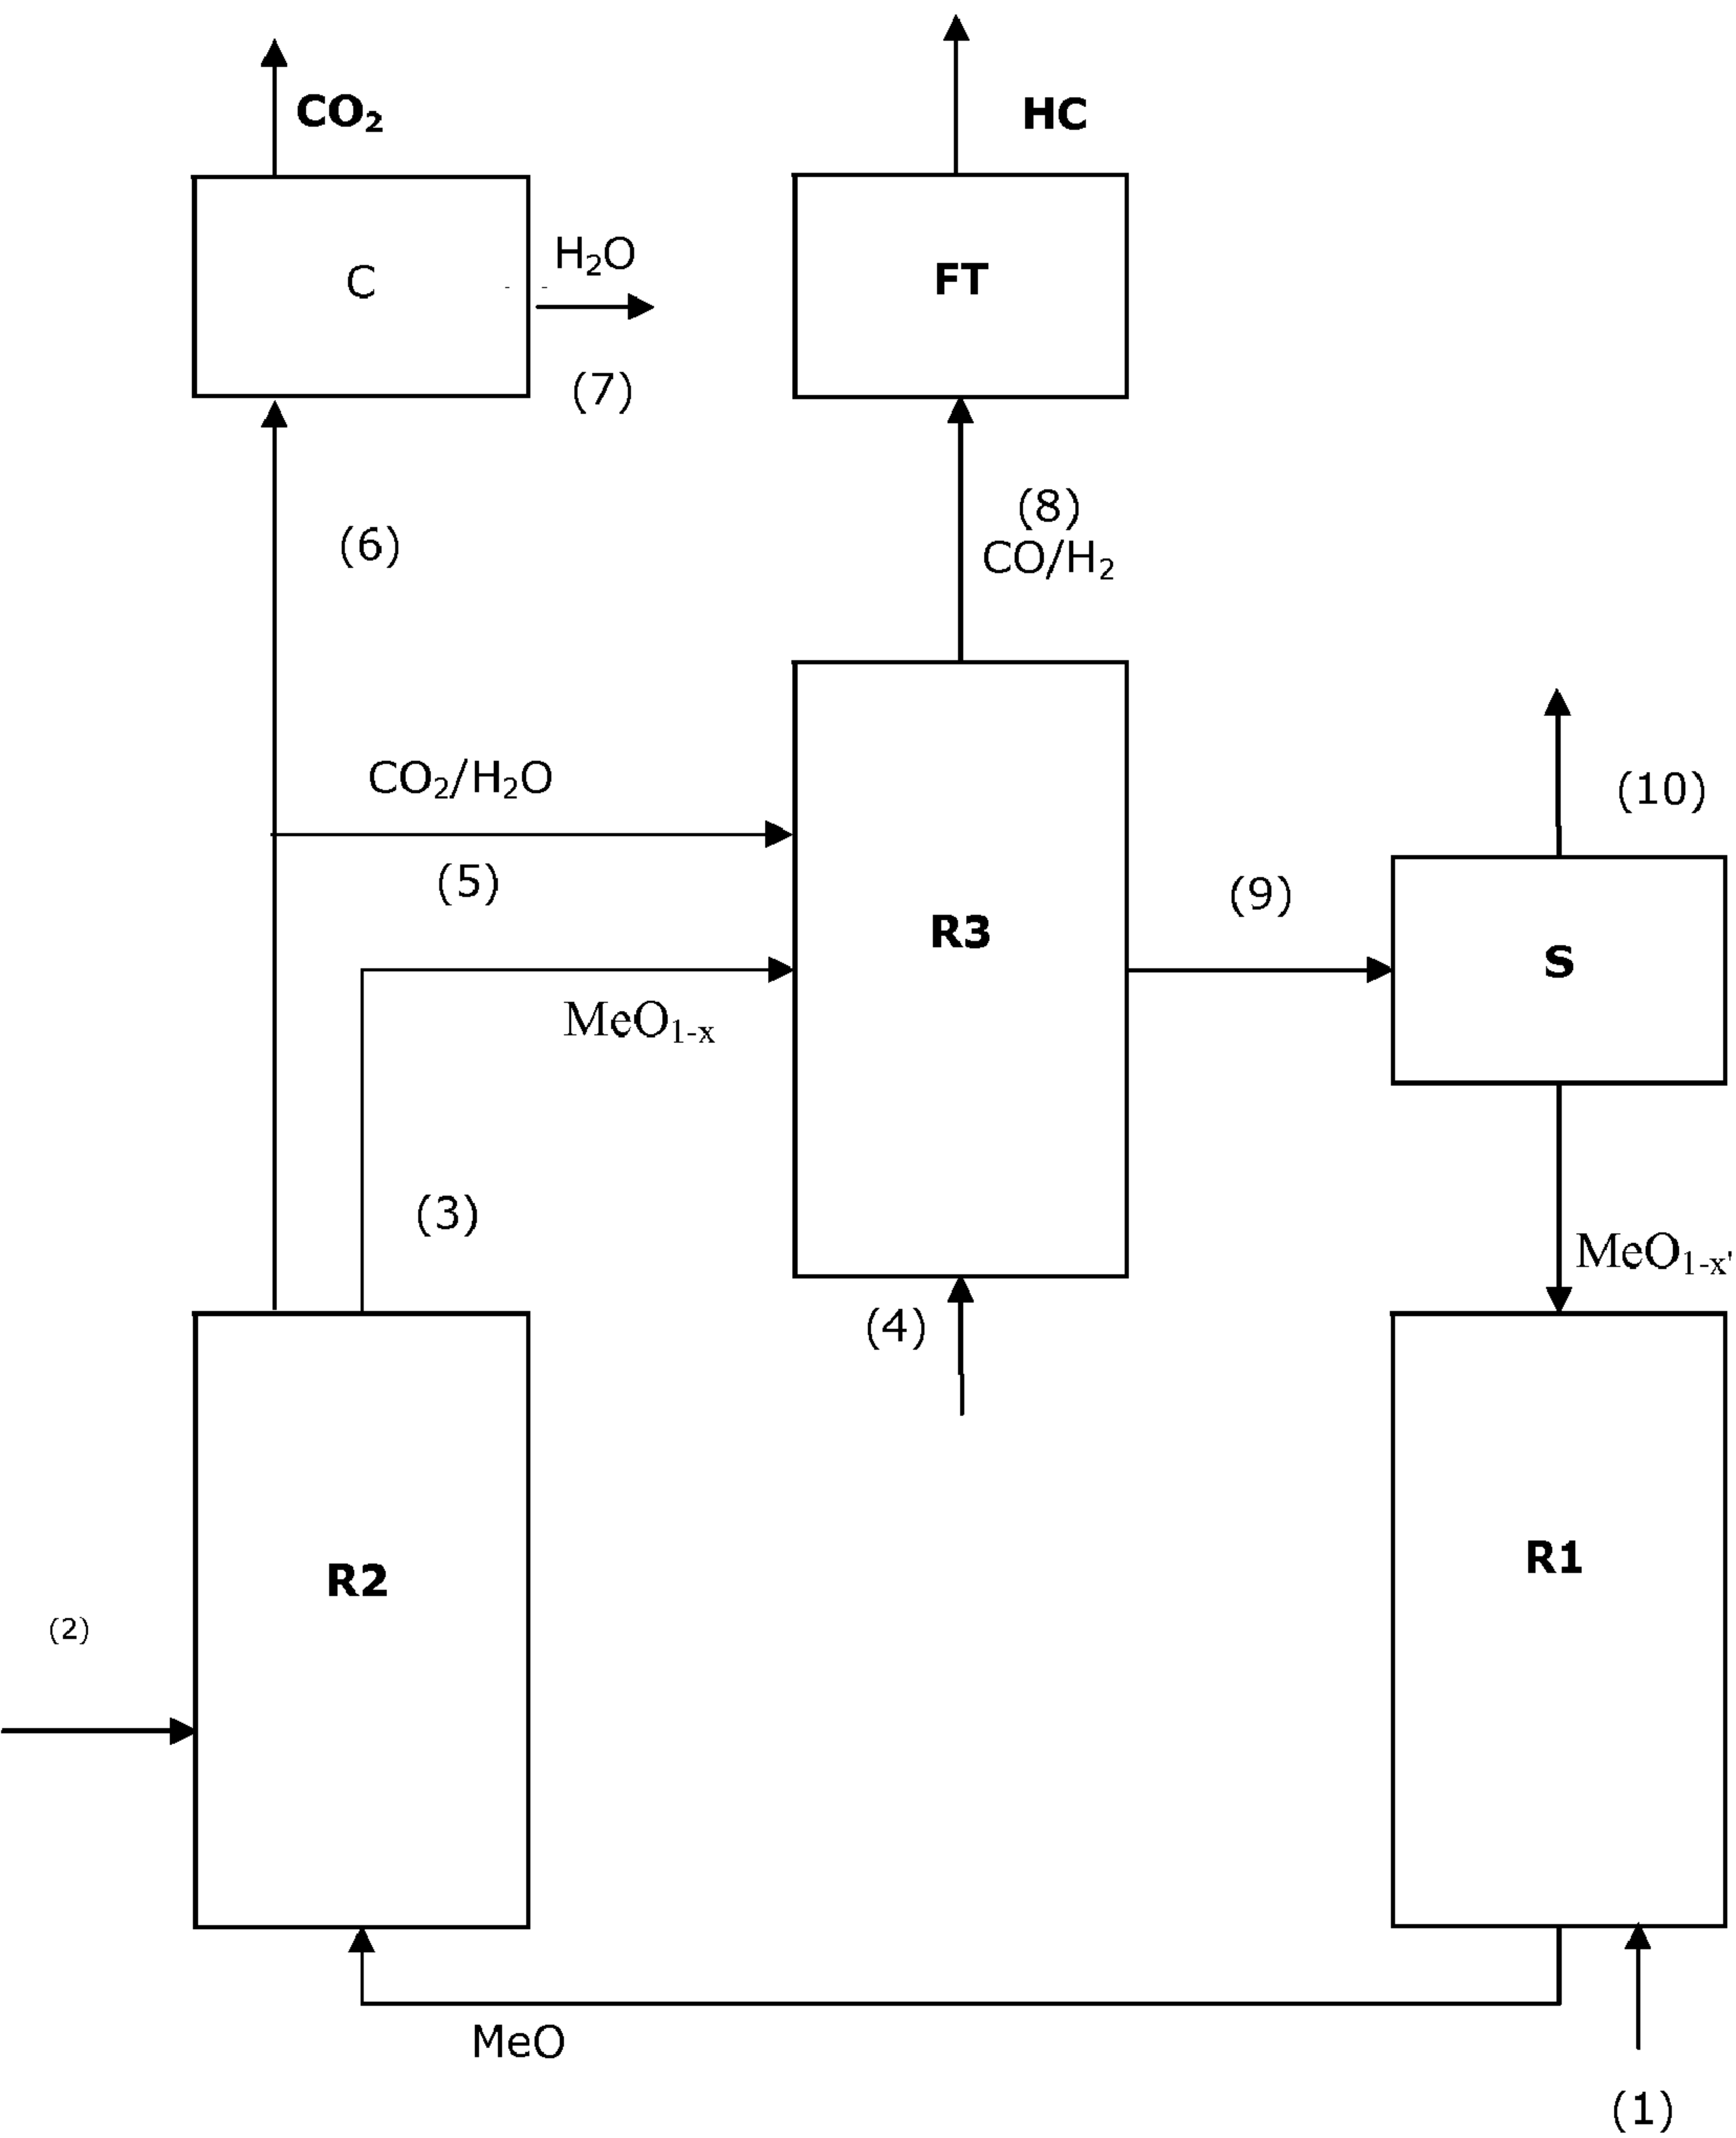 CO₂
HC
H₂O
C
FT
(7)
(8)
(6)
CO/H₂
CO₂/H₂O
(10)
(5)
(9)
R3
S
MeO₁₋ₓ
(3)
MeO₁₋ₓ'
(4)
R1
R2
(2)
MeO
(1)